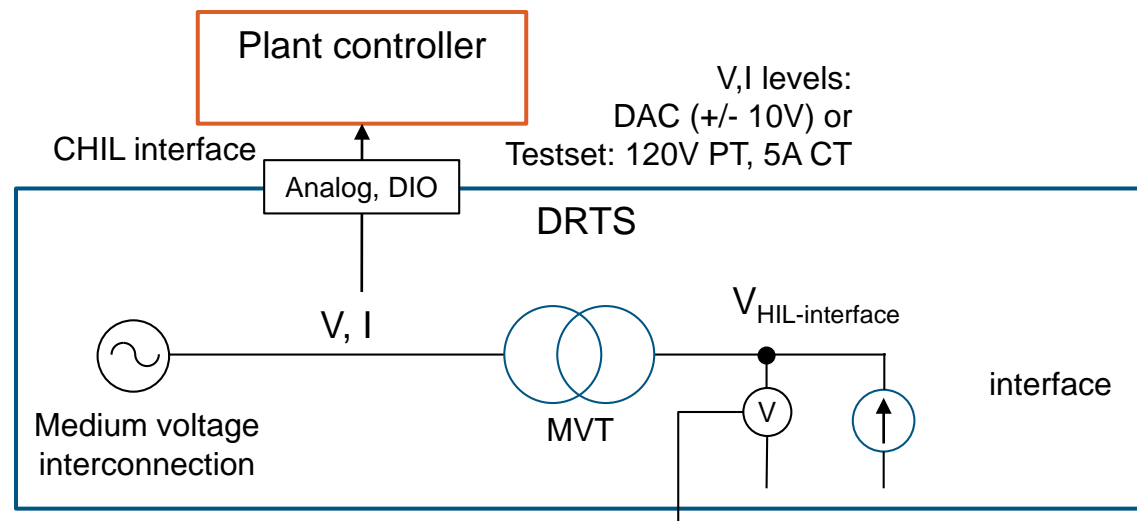 Plant controller
V,I levels:
DAC (+/- 10V) or
Testset: 120V PT, 5A CT
CHIL interface
Analog, DIO
DRTS
V, I
V HIL-interface
interface
Medium voltage
interconnection
MVT
V